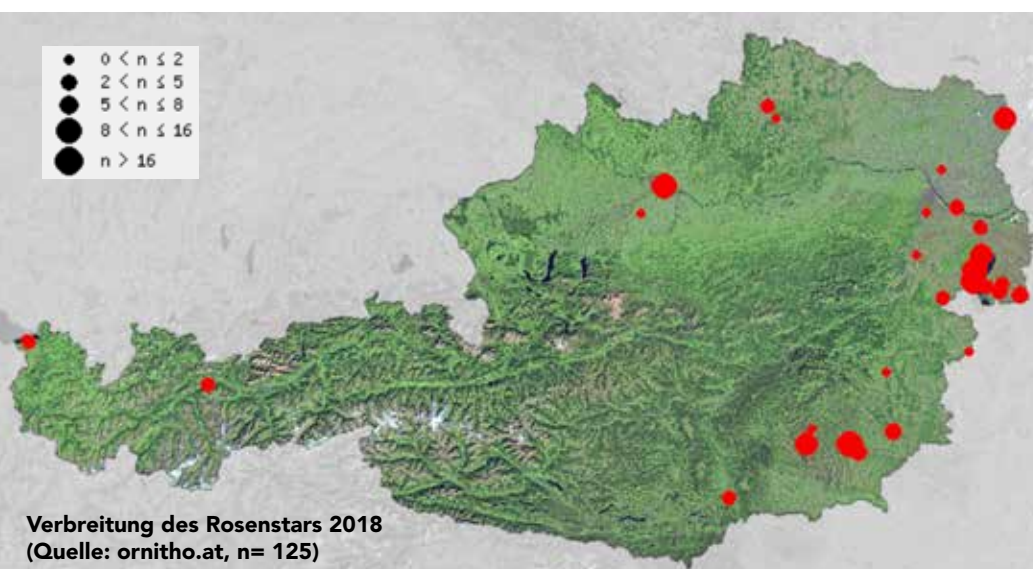 0 < n ≤ 2
2 < n ≤ 5
5 < n ≤ 8
8 < n ≤ 16
n > 16
Verbreitung des Rosenstars 2018
(Quelle: ornitho.at, n= 125)